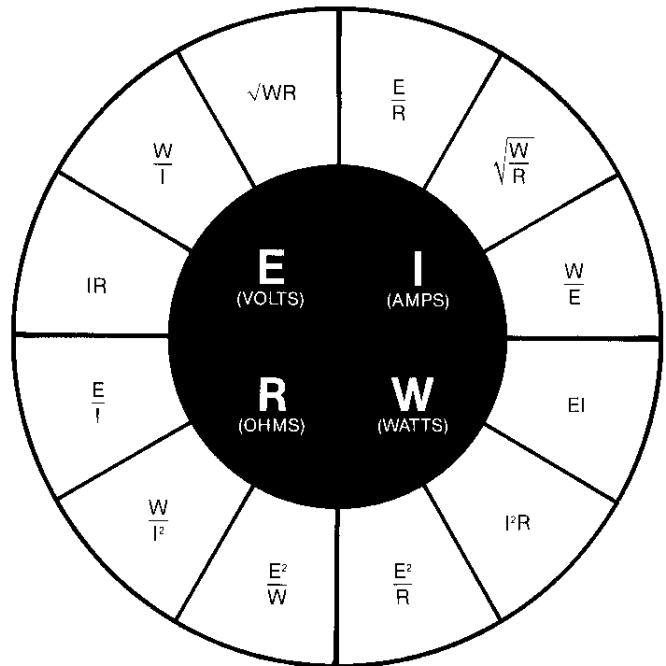 √WR
E
R
√W
R
W
I
E
(VOLTS)
I
(AMPS)
W
E
IR
E
I
R
(OHMS)
W
(WATTS)
EI
W
I²
I²R
E²
W
E²
R